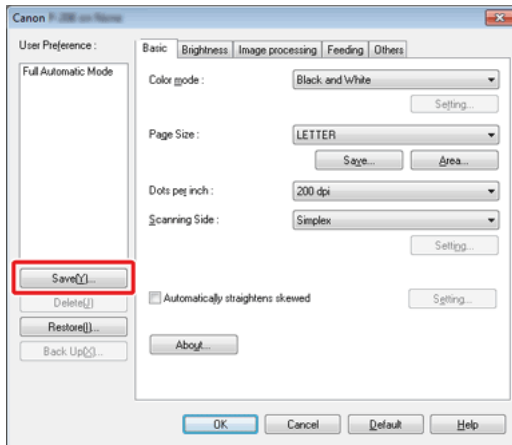 Canon
User Preference :
Full Automatic Mode
Save(Y)...
Delete(J)
Restore(I)...
Back Up(X)...
Basic Brightness Image processing Feeding Others
Color mode : Black and White
Setting...
Page Size : LETTER
Save... Area...
Dots per inch : 200 dpi
Scanning Side : Simplex
Setting...
Automatically straightens skewed Setting...
About...
OK Cancel Default Help